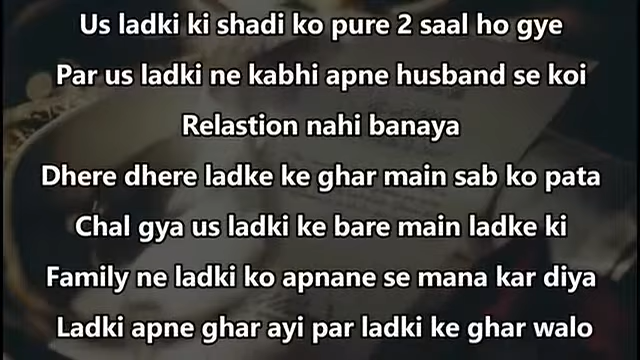 Us ladki ki shadi ko pure 2 saal ho gye
Par us ladki ne kabhi apne husband se koi
Relastion nahi banaya
Dhere dhere ladke ke ghar main sab ko pata
Chal gya us ladki ke bare main ladke ki
Family ne ladki ko apnane se mana kar diya
Ladki apne ghar ayi par ladki ke ghar walo